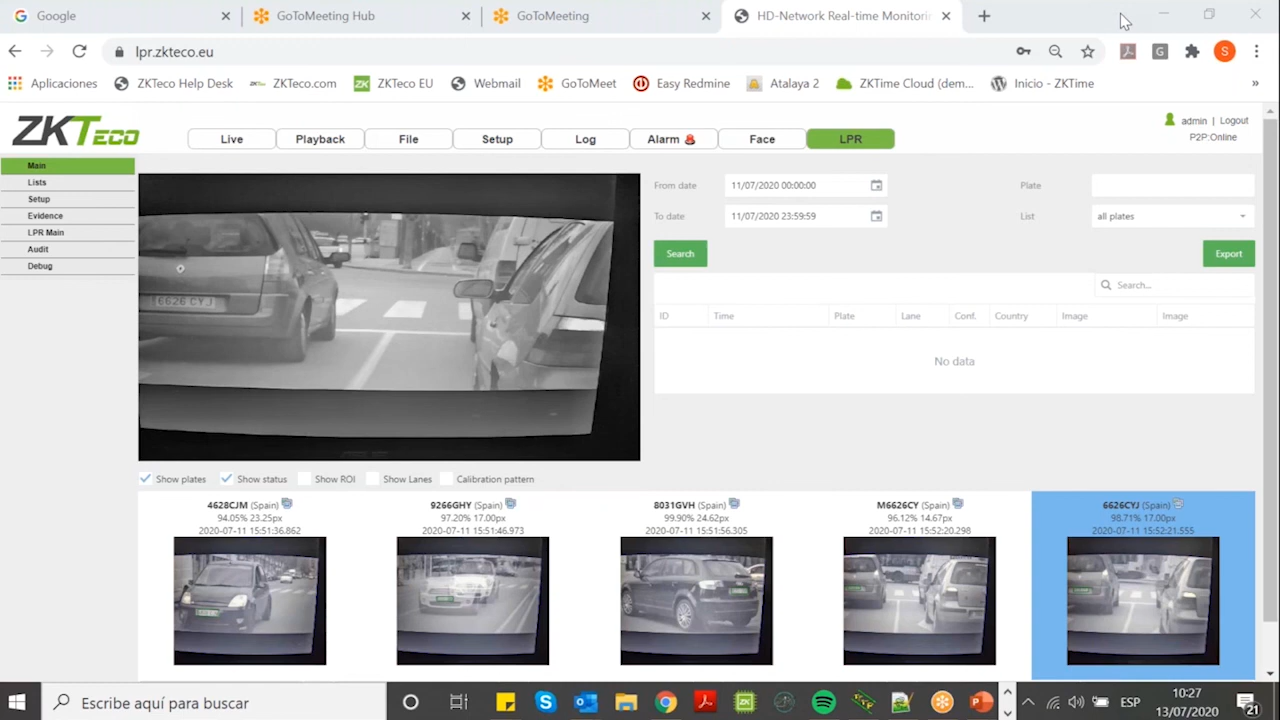 Google
GoToMeeting Hub
GoToMeeting
HD-Network Real-time Monitorin
lpr.zkteco.eu
G
S
Aplicaciones
ZKTeco Help Desk
ZKTeco.com
ZK
ZKTeco EU
Webmail
GoToMeet
Easy Redmine
Atalaya 2
ZKTime Cloud (dem...
Inicio - ZKTime
»
ZKTECO
Live
Playback
File
Setup
Log
Alarm
Face
LPR
admin | Logout
P2P:Online
Main
Lists
Setup
Evidence
LPR Main
Audit
Debug
6626 CYJ
From date
11/07/2020 00:00:00
Plate
To date
11/07/2020 23:59:59
List
all plates
Search
Export
Search...
ID
Time
Plate
Lane
Conf.
Country
Image
Image
No data
Show plates
Show status
Show ROI
Show Lanes
Calibration pattern
4628CJM (Spain)
94.05% 23.25px
2020-07-11 15:51:36.862
9266GHY (Spain)
97.20% 17.00px
2020-07-11 15:51:46.973
8031GVH (Spain)
99.90% 24.62px
2020-07-11 15:51:56.305
M6626CY (Spain)
96.12% 14.67px
2020-07-11 15:52:20.298
6626CYJ (Spain)
98.71% 17.00px
2020-07-11 15:52:21.555
Escribe aquí para buscar
ESP
10:27
13/07/2020
21